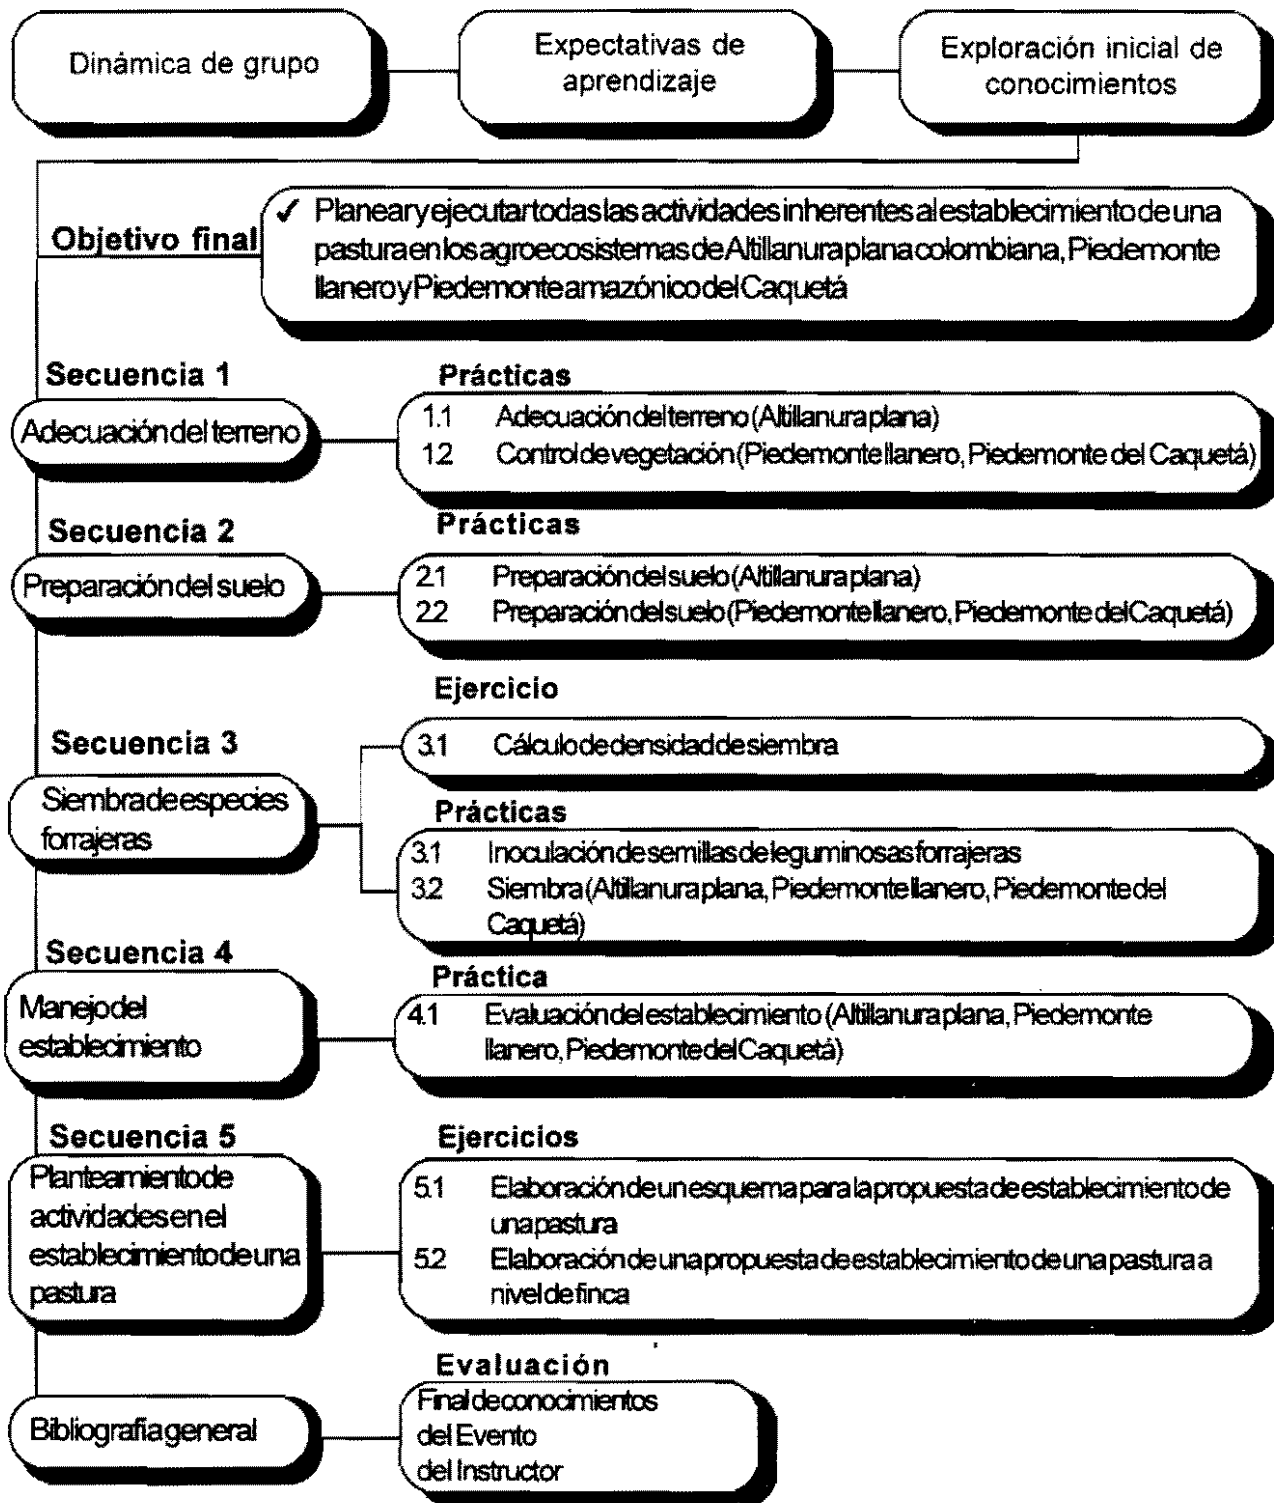 Dinámica de grupo
Expectativas de
aprendizaje
Exploración inicial de
conocimientos
Objetivo final
✓ Planear y ejecutar todas las actividades inherentes al establecimiento de una
pastura en los agroecosistemas de Altillanura plana colombiana, Piedemonte
llanero y Piedemonte amazónico del Caquetá
Secuencia 1
Adecuación del terreno
Prácticas
1.1 Adecuación del terreno (Altillanura plana)
1.2 Control de vegetación (Piedemonte llanero, Piedemonte del Caquetá)
Secuencia 2
Preparación del suelo
Prácticas
2.1 Preparación del suelo (Altillanura plana)
2.2 Preparación del suelo (Piedemonte llanero, Piedemonte del Caquetá)
Secuencia 3
Siembra de especies
forrajeras
Ejercicio
3.1 Cálculo de densidad de siembra
Prácticas
3.1 Inoculación de semillas de leguminosas forrajeras
3.2 Siembra (Altillanura plana, Piedemonte llanero, Piedemonte del
Caquetá)
Secuencia 4
Manejo del
establecimiento
Práctica
4.1 Evaluación del establecimiento (Altillanura plana, Piedemonte
llanero, Piedemonte del Caquetá)
Secuencia 5
Planteamiento de
actividades en el
establecimiento de una
pastura
Ejercicios
5.1 Elaboración de un esquema para la propuesta de establecimiento de
una pastura
5.2 Elaboración de una propuesta de establecimiento de una pastura a
nivel de finca
Bibliografía general
Evaluación
Final de conocimientos
del Evento
del Instructor